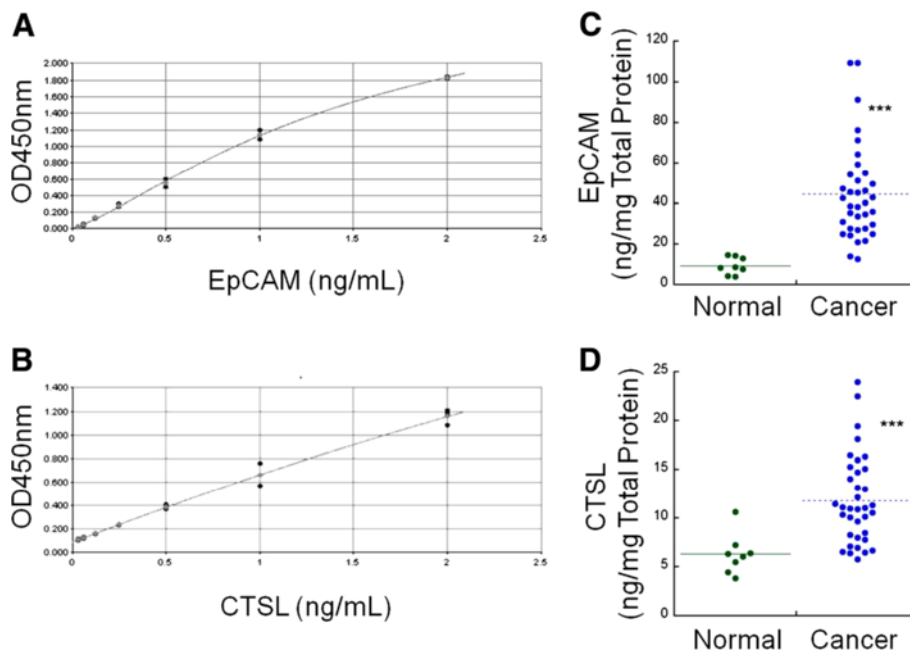 A
OD450nm
2.000
1.800
1.600
1.400
1.200
1.000
0.800
0.600
0.400
0.200
0.000
0 0.5 1 1.5 2 2.5
EpCAM (ng/mL)
B
OD450nm
1.400
1.200
1.000
0.800
0.600
0.400
0.200
0.000
0 0.5 1 1.5 2 2.5
CTSL (ng/mL)
C
EpCAM
(ng/mg Total Protein)
120
100
80
60
40
20
0
***
Normal Cancer
D
CTSL
(ng/mg Total Protein)
25
20
15
10
5
0
***
Normal Cancer